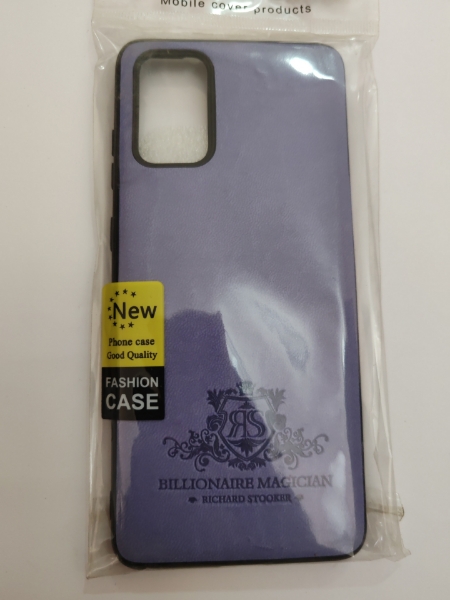 Mobile cover products
New
Phone case
Good Quality
FASHION
CASE
RS
BILLIONAIRE MAGICIAN
RICHARD STOOKER